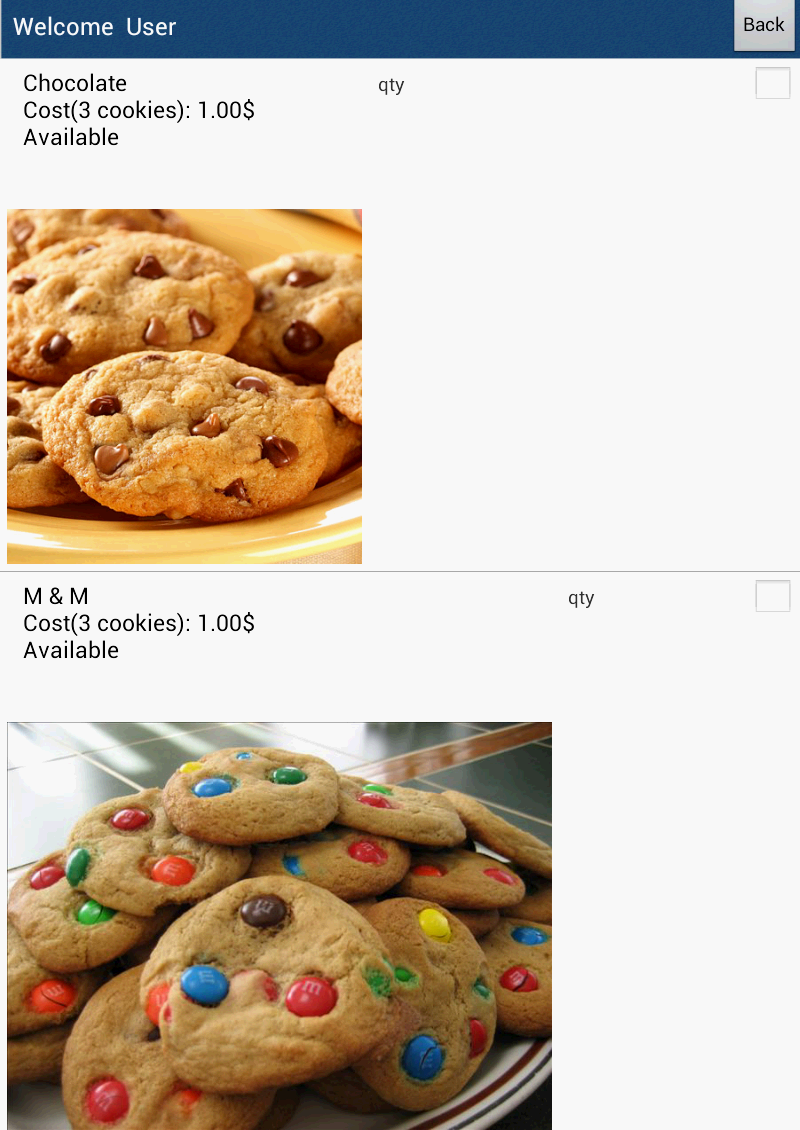 Welcome  User
Back
Chocolate
qty
Cost(3 cookies): 1.00$
Available
M & M
qty
Cost(3 cookies): 1.00$
Available